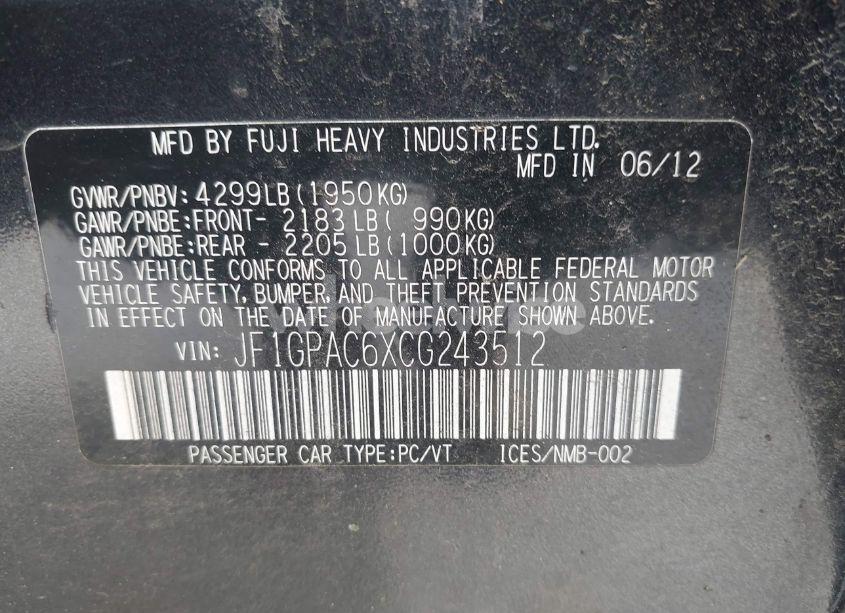 MFD BY FUJI HEAVY INDUSTRIES LTD.
MFD IN 06/12
GVWR/PNBV: 4299LB (1950KG)
GAWR/PNBE: FRONT- 2183 LB ( 990KG)
GAWR/PNBE: REAR - 2205 LB (1000KG)
THIS VEHICLE CONFORMS TO ALL APPLICABLE FEDERAL MOTOR
VEHICLE SAFETY, BUMPER, AND THEFT PREVENTION STANDARDS
IN EFFECT ON THE DATE OF MANUFACTURE SHOWN ABOVE.
VIN: JF1GPAC6XCG243512
PASSENGER CAR TYPE:PC/VT ICES/NMB-002